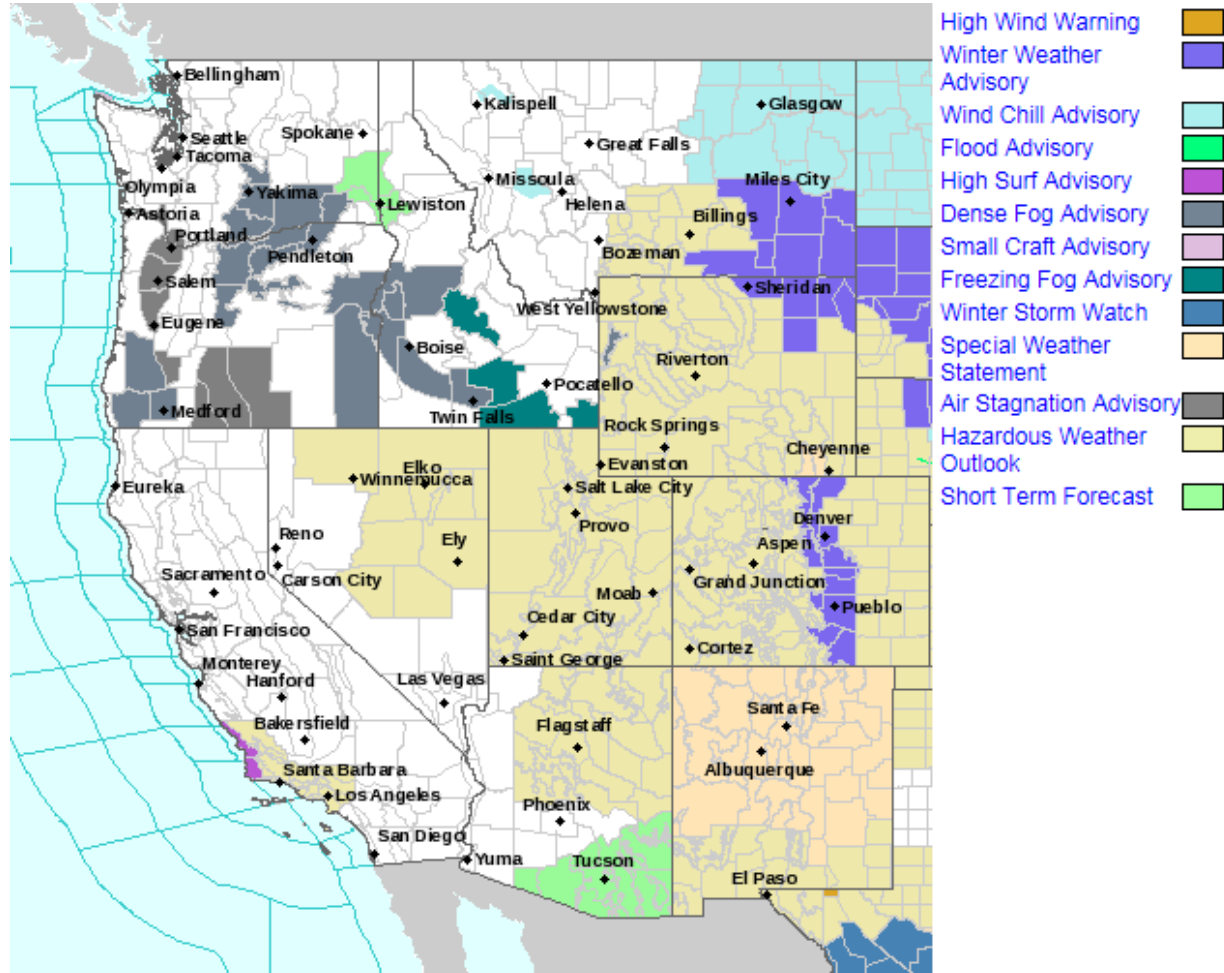 Bellingham
Seattle
Tacoma
Olympia
Astoria
Portland
Salem
Eugene
Medford
Spokane
Yakima
Pendleton
Lewiston
Kalispell
Great Falls
Missoula
Helena
Bozeman
Billings
Glasgow
Miles City
West Yellowstone
Sheridan
Boise
Twin Falls
Pocatello
Riverton
Rock Springs
Evanston
Cheyenne
Eureka
Winnemucca
Elko
Ely
Reno
Carson City
Sacramento
San Francisco
Monterey
Hanford
Bakersfield
Santa Barbara
Los Angeles
San Diego
Las Vegas
Salt Lake City
Provo
Moab
Cedar City
Saint George
Denver
Aspen
Grand Junction
Pueblo
Cortez
Flagstaff
Phoenix
Yuma
Tucson
Santa Fe
Albuquerque
El Paso
High Wind Warning
Winter Weather
Advisory
Wind Chill Advisory
Flood Advisory
High Surf Advisory
Dense Fog Advisory
Small Craft Advisory
Freezing Fog Advisory
Winter Storm Watch
Special Weather
Statement
Air Stagnation Advisory
Hazardous Weather
Outlook
Short Term Forecast